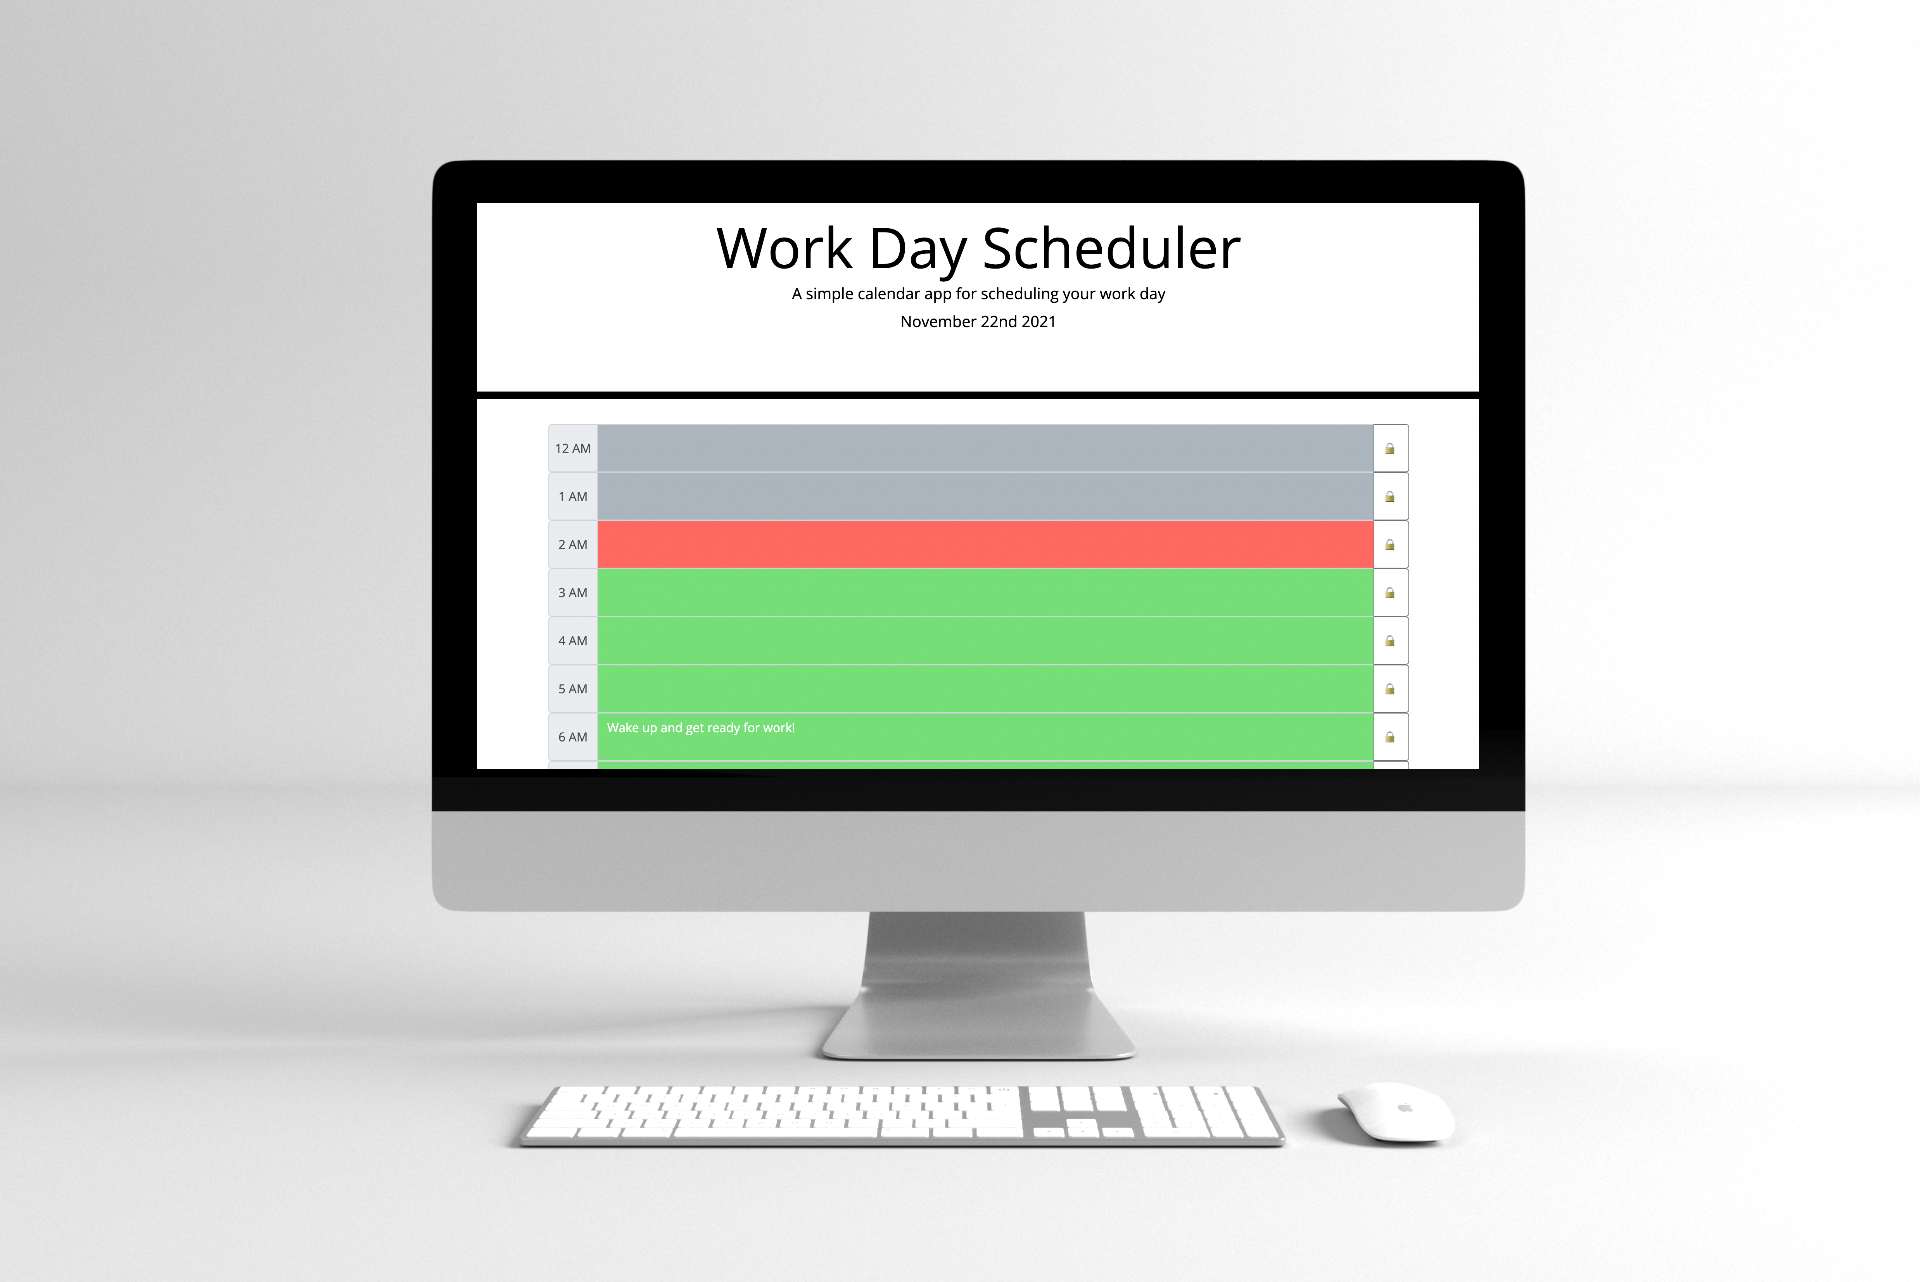 Work Day Scheduler
A simple calendar app for scheduling your work day
November 22nd 2021
12 AM
1 AM
2 AM
3 AM
4 AM
5 AM
6 AM Wake up and get ready for work!